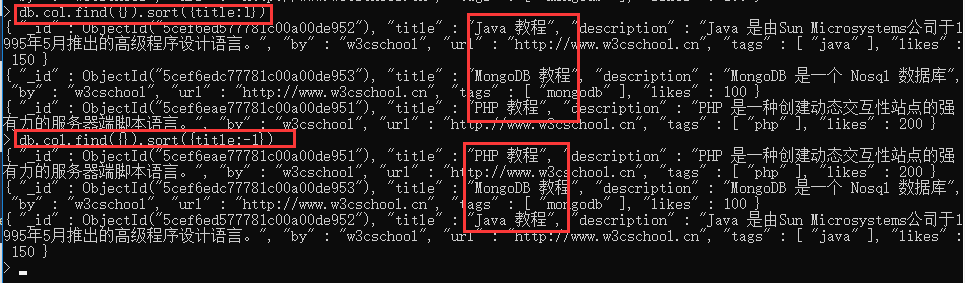 > db.col.find({}).sort({title:1})
{ "_id" : ObjectId("5cef6ed77781c00a00de952"), "title" : "Java 教程", "description" : "Java 是由Sun Microsystems公司于1
995年5月推出的高级程序设计语言。", "by" : "w3cschool", "url" : "http://www.w3cschool.cn", "tags" : [ "java" ], "likes" :
150 }
{ "_id" : ObjectId("5cef6edc77781c00a00de953"), "title" : "MongoDB 教程", "description" : "MongoDB 是一个 Nosql 数据库",
"by" : "w3cschool", "url" : "http://www.w3cschool.cn", "tags" : [ "mongodb" ], "likes" : 100 }
{ "_id" : ObjectId("5cef6eae77781c00a00de951"), "title" : "PHP 教程", "description" : "PHP 是一种创建动态交互性站点的强
有力的服务器端脚本语言。", "by" : "w3cschool", "url" : "http://www.w3cschool.cn", "tags" : [ "php" ], "likes" : 200 }
> db.col.find({}).sort({title:-1})
{ "_id" : ObjectId("5cef6eae77781c00a00de951"), "title" : "PHP 教程", "description" : "PHP 是一种创建动态交互性站点的强
有力的服务器端脚本语言。", "by" : "w3cschool", "url" : "http://www.w3cschool.cn", "tags" : [ "php" ], "likes" : 200 }
{ "_id" : ObjectId("5cef6edc77781c00a00de953"), "title" : "MongoDB 教程", "description" : "MongoDB 是一个 Nosql 数据库",
"by" : "w3cschool", "url" : "http://www.w3cschool.cn", "tags" : [ "mongodb" ], "likes" : 100 }
{ "_id" : ObjectId("5cef6ed77781c00a00de952"), "title" : "Java 教程", "description" : "Java 是由Sun Microsystems公司于1
995年5月推出的高级程序设计语言。", "by" : "w3cschool", "url" : "http://www.w3cschool.cn", "tags" : [ "java" ], "likes" :
150 }
>